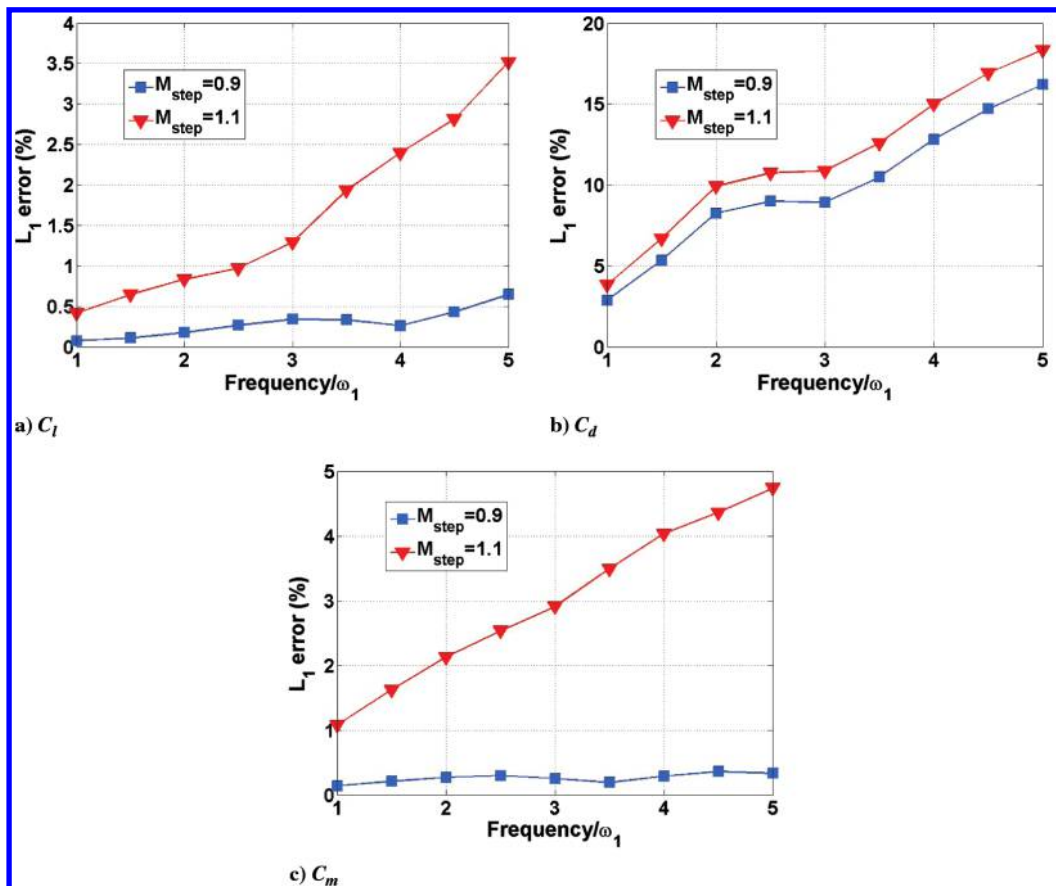 4
3.5
3
2.5
2
1.5
1
0.5
0
L1 error (%)
Mstep=0.9
Mstep=1.1
1 2 3 4 5
Frequency/ω1
a) Cl
20
15
10
5
0
L1 error (%)
Mstep=0.9
Mstep=1.1
1 2 3 4 5
Frequency/ω1
b) Cd
5
4
3
2
1
0
L1 error (%)
Mstep=0.9
Mstep=1.1
1 2 3 4 5
Frequency/ω1
c) Cm